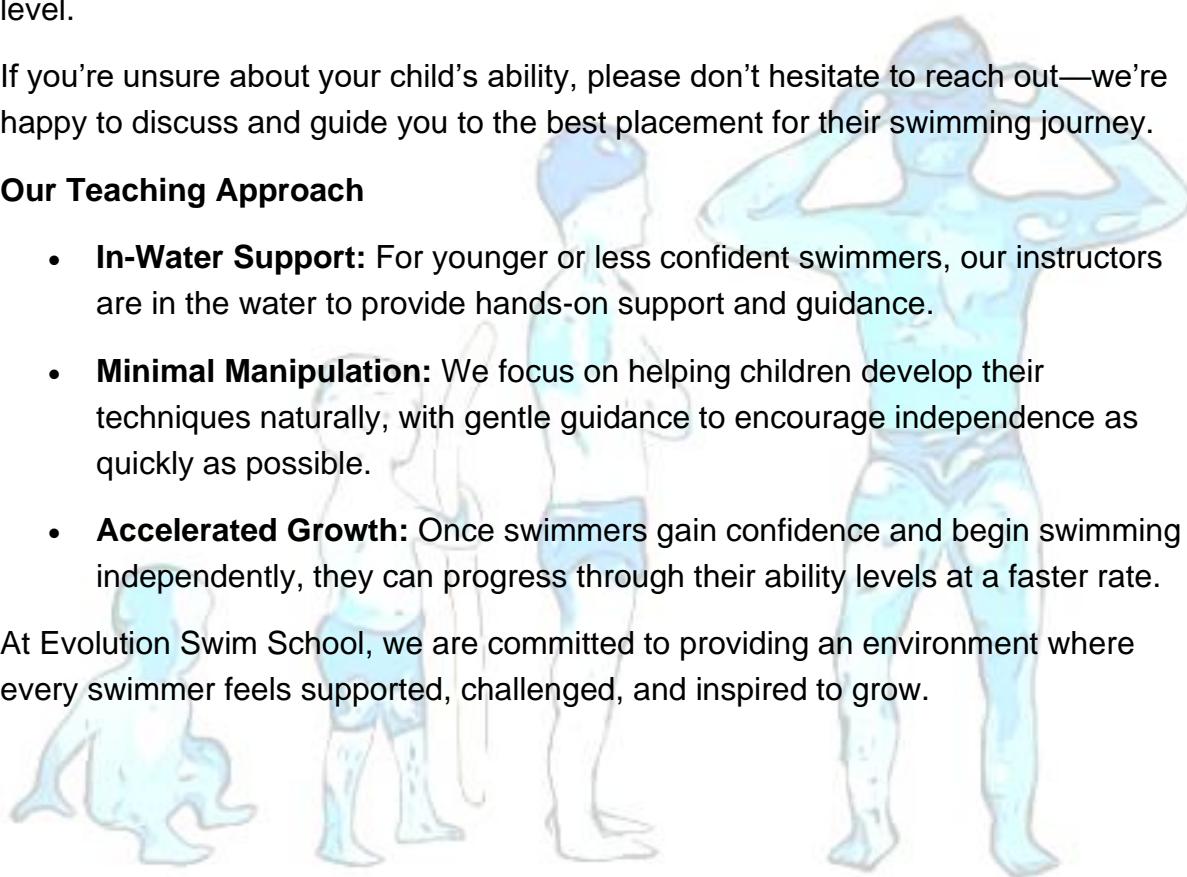 level.
If you’re unsure about your child’s ability, please don’t hesitate to reach out—we’re
happy to discuss and guide you to the best placement for their swimming journey.
Our Teaching Approach
• In-Water Support: For younger or less confident swimmers, our instructors
are in the water to provide hands-on support and guidance.
• Minimal Manipulation: We focus on helping children develop their
techniques naturally, with gentle guidance to encourage independence as
quickly as possible.
• Accelerated Growth: Once swimmers gain confidence and begin swimming
independently, they can progress through their ability levels at a faster rate.
At Evolution Swim School, we are committed to providing an environment where
every swimmer feels supported, challenged, and inspired to grow.